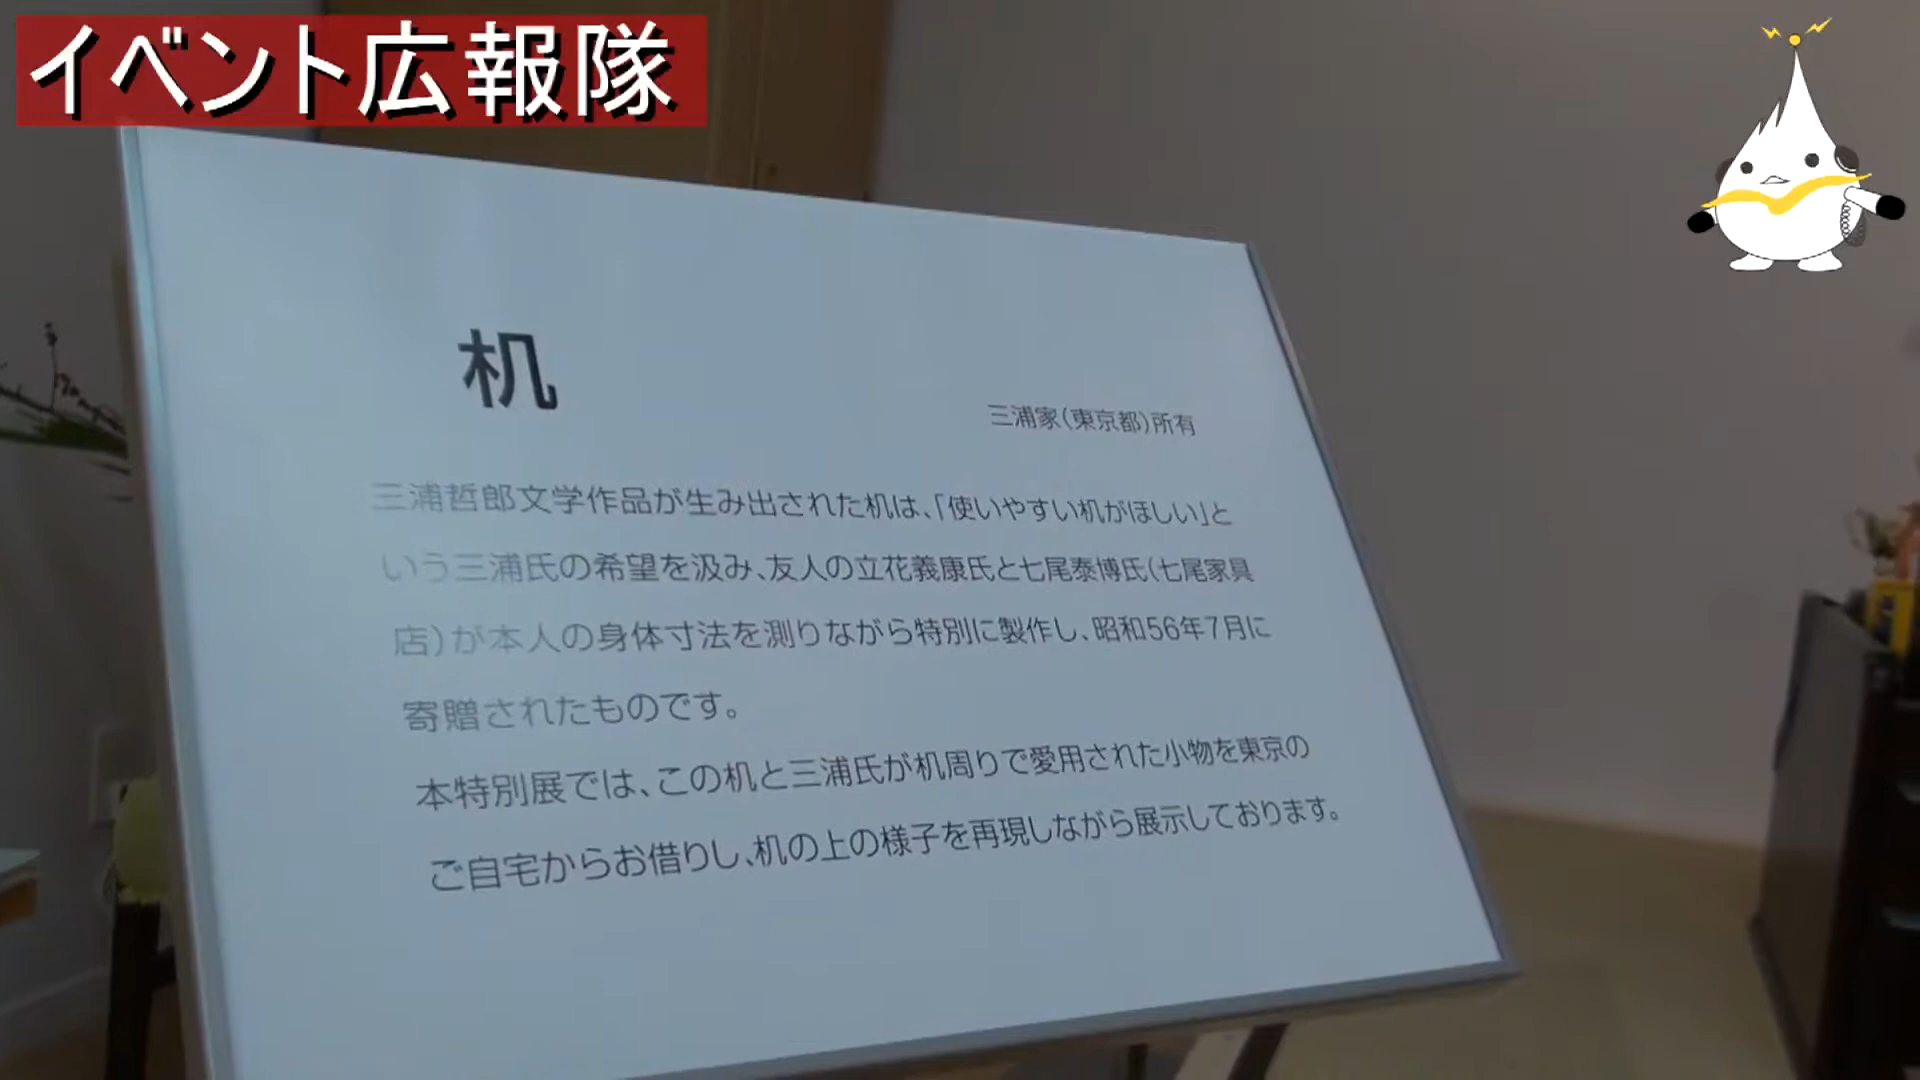 イベント広報隊
机
三浦家(東京都)所有
三浦哲郎文学作品が生み出された机は、「使いやすい机がほしい」と
いう三浦氏の希望を汲み、友人の立花義康氏と七尾泰博氏(七尾家具
店)が本人の身体寸法を測りながら特別に製作し、昭和56年7月に
寄贈されたものです。
本特別展では、この机と三浦氏が机周りで愛用された小物を東京の
ご自宅からお借りし、机の上の様子を再現しながら展示しております。